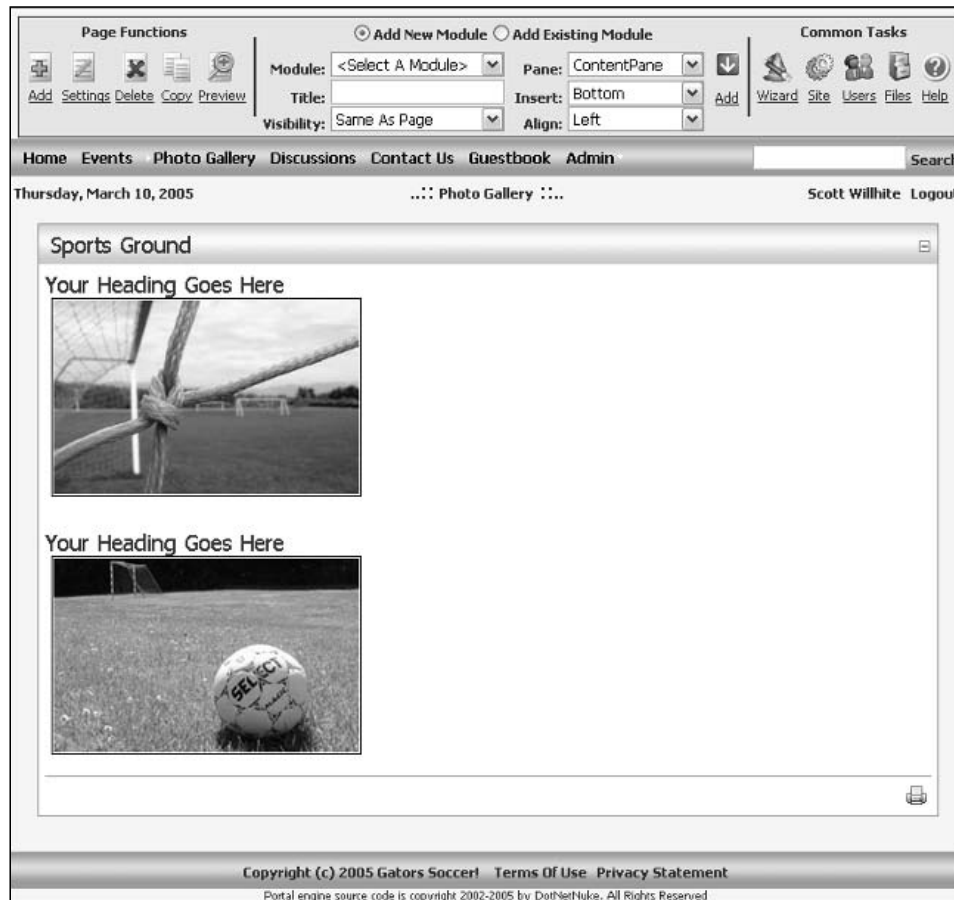 Page Functions
Add Settings Delete Copy Preview
Add New Module Add Existing Module
Module: <Select A Module> Pane: ContentPane
Title: Insert: Bottom Add
Visibility: Same As Page Align: Left
Common Tasks
Wizard Site Users Files Help
Home Events Photo Gallery Discussions Contact Us Guestbook Admin Search
Thursday, March 10, 2005 ..:: Photo Gallery ::.. Scott Willhite Logout
Sports Ground
Your Heading Goes Here
Your Heading Goes Here
SELECT
Copyright (c) 2005 Gators Soccer! Terms Of Use Privacy Statement
Portal engine source code is copyright 2002-2005 by DotNetNuke. All Rights Reserved